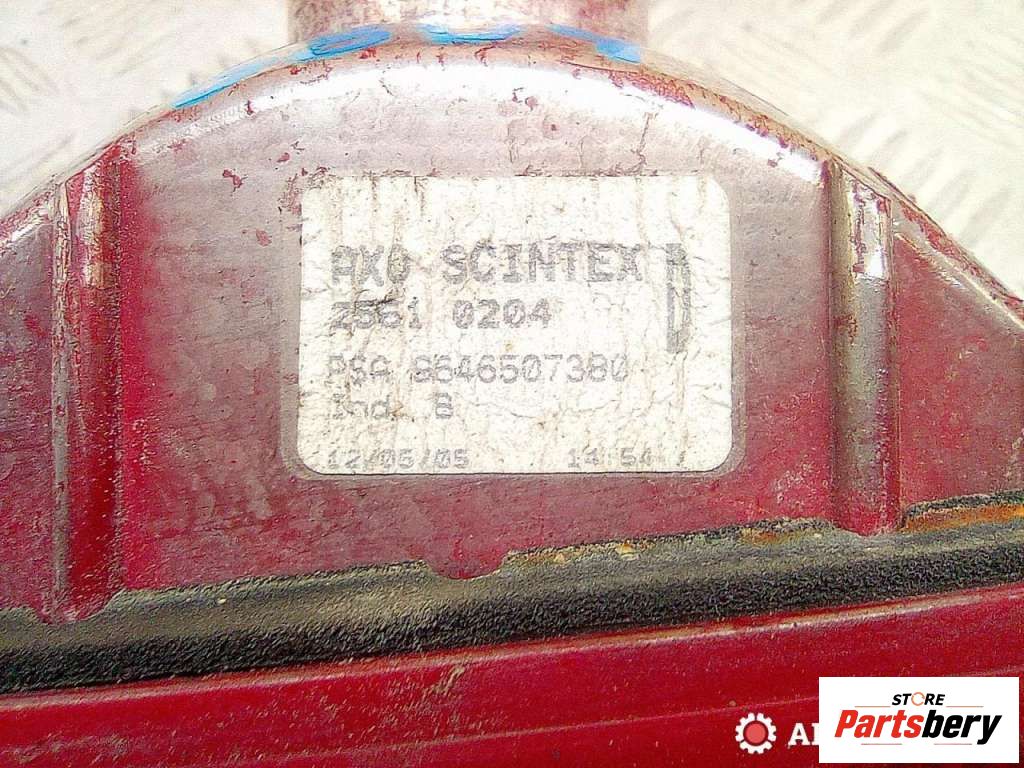 AXO SCINTEX
2561 0204
PSA 9646507380
Ind. B
12/05/05 14 54
STORE
Partsbery